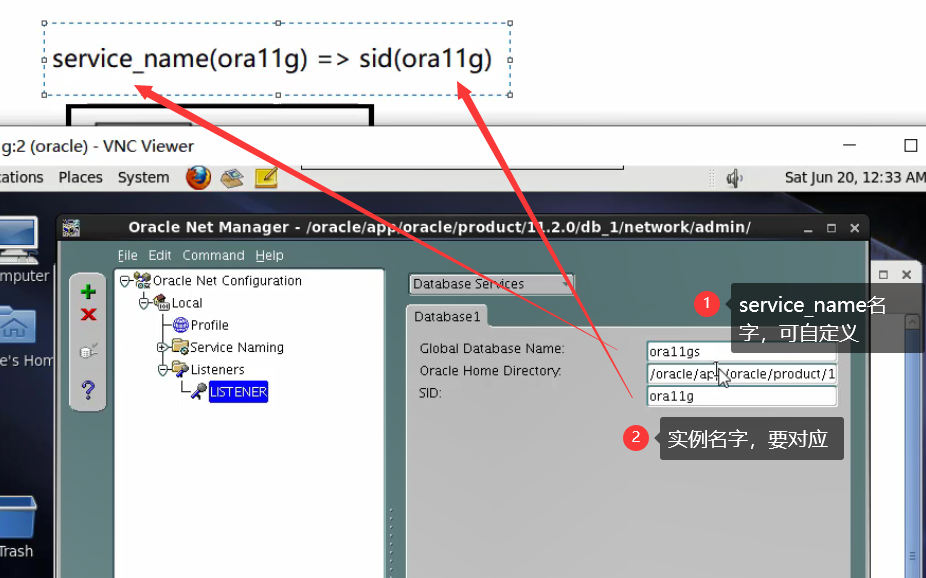 service_name(ora11g) => sid(ora11g)
g:2 (oracle) - VNC Viewer
ations Places System Sat Jun 20, 12:33 AM
Oracle Net Manager - /oracle/app/oracle/product/11.2.0/db_1/network/admin/
File Edit Command Help
mputer
Oracle Net Configuration
Local
Profile
Service Naming
Listeners
LISTENER
e's Hom
Trash
Database Services
Database1
Global Database Name: ora11gs
Oracle Home Directory: /oracle/app/oracle/product/1
SID: ora11g
1 service_name名
字，可自定义
2 实例名字，要对应